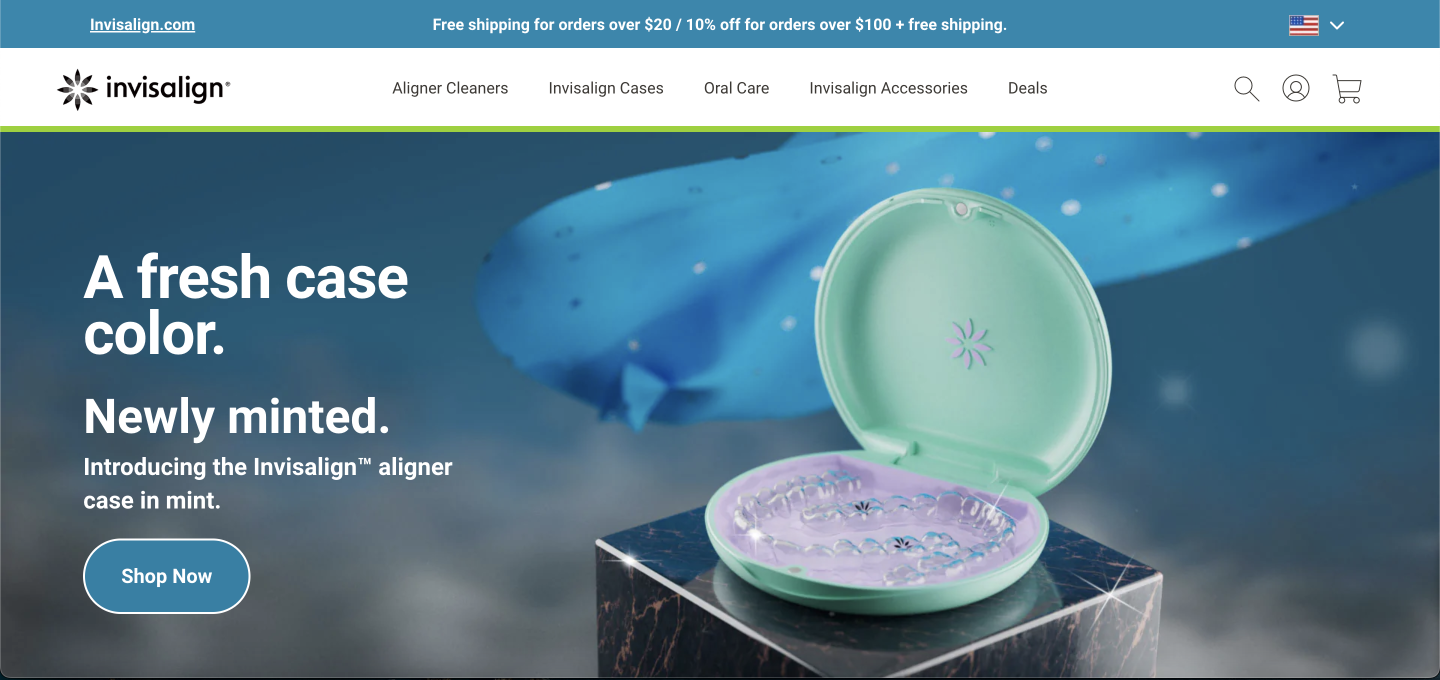 Invisalign.com
Free shipping for orders over $20 / 10% off for orders over $100 + free shipping.
invisalign®
Aligner Cleaners
Invisalign Cases
Oral Care
Invisalign Accessories
Deals
A fresh case
color.
Newly minted.
Introducing the Invisalign™ aligner
case in mint.
Shop Now